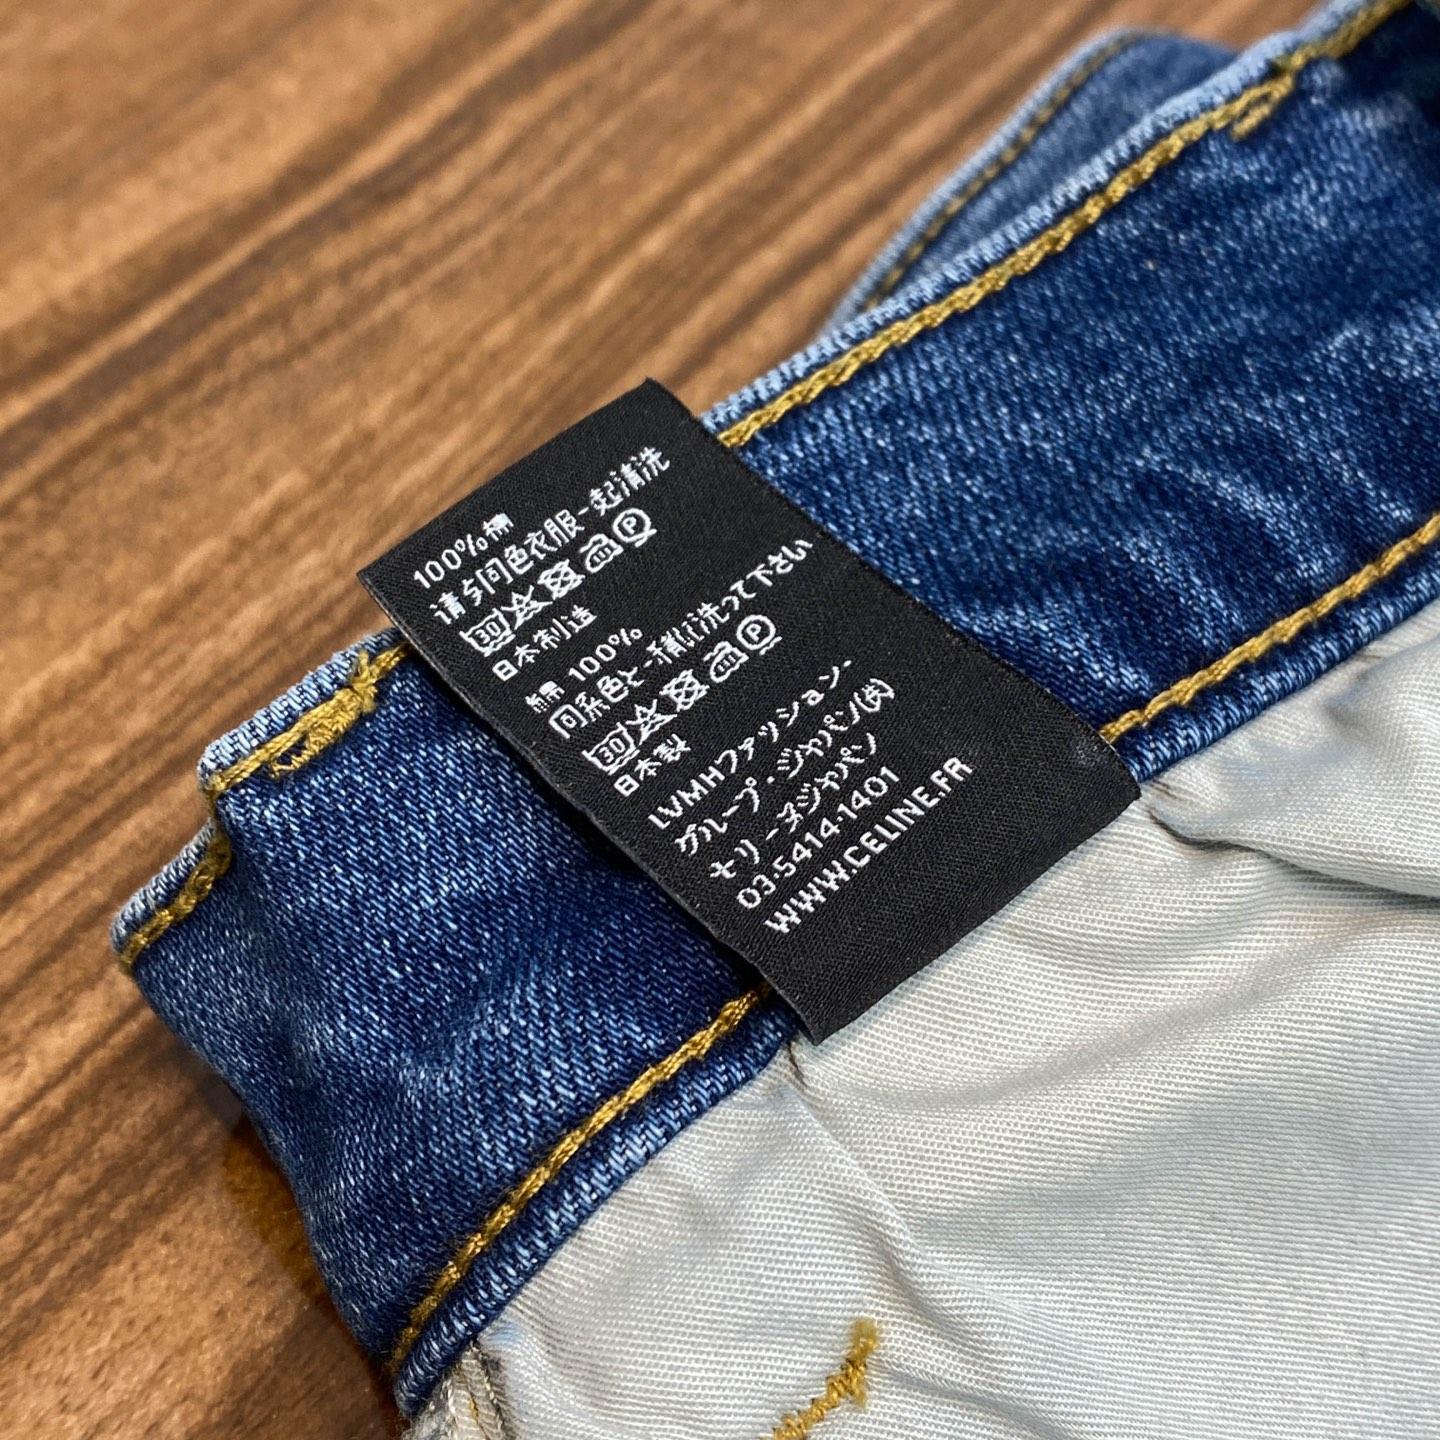 100%棉
请与同色衣服一起清洗
30 P
日本制造
綿 100%
同系色と一緒に洗って下さい
30 P
日本製
LVMHファッション・
グループ・ジャパン(株)
セリーヌジャパン
03-5414-1401
WWW.CELINE.FR